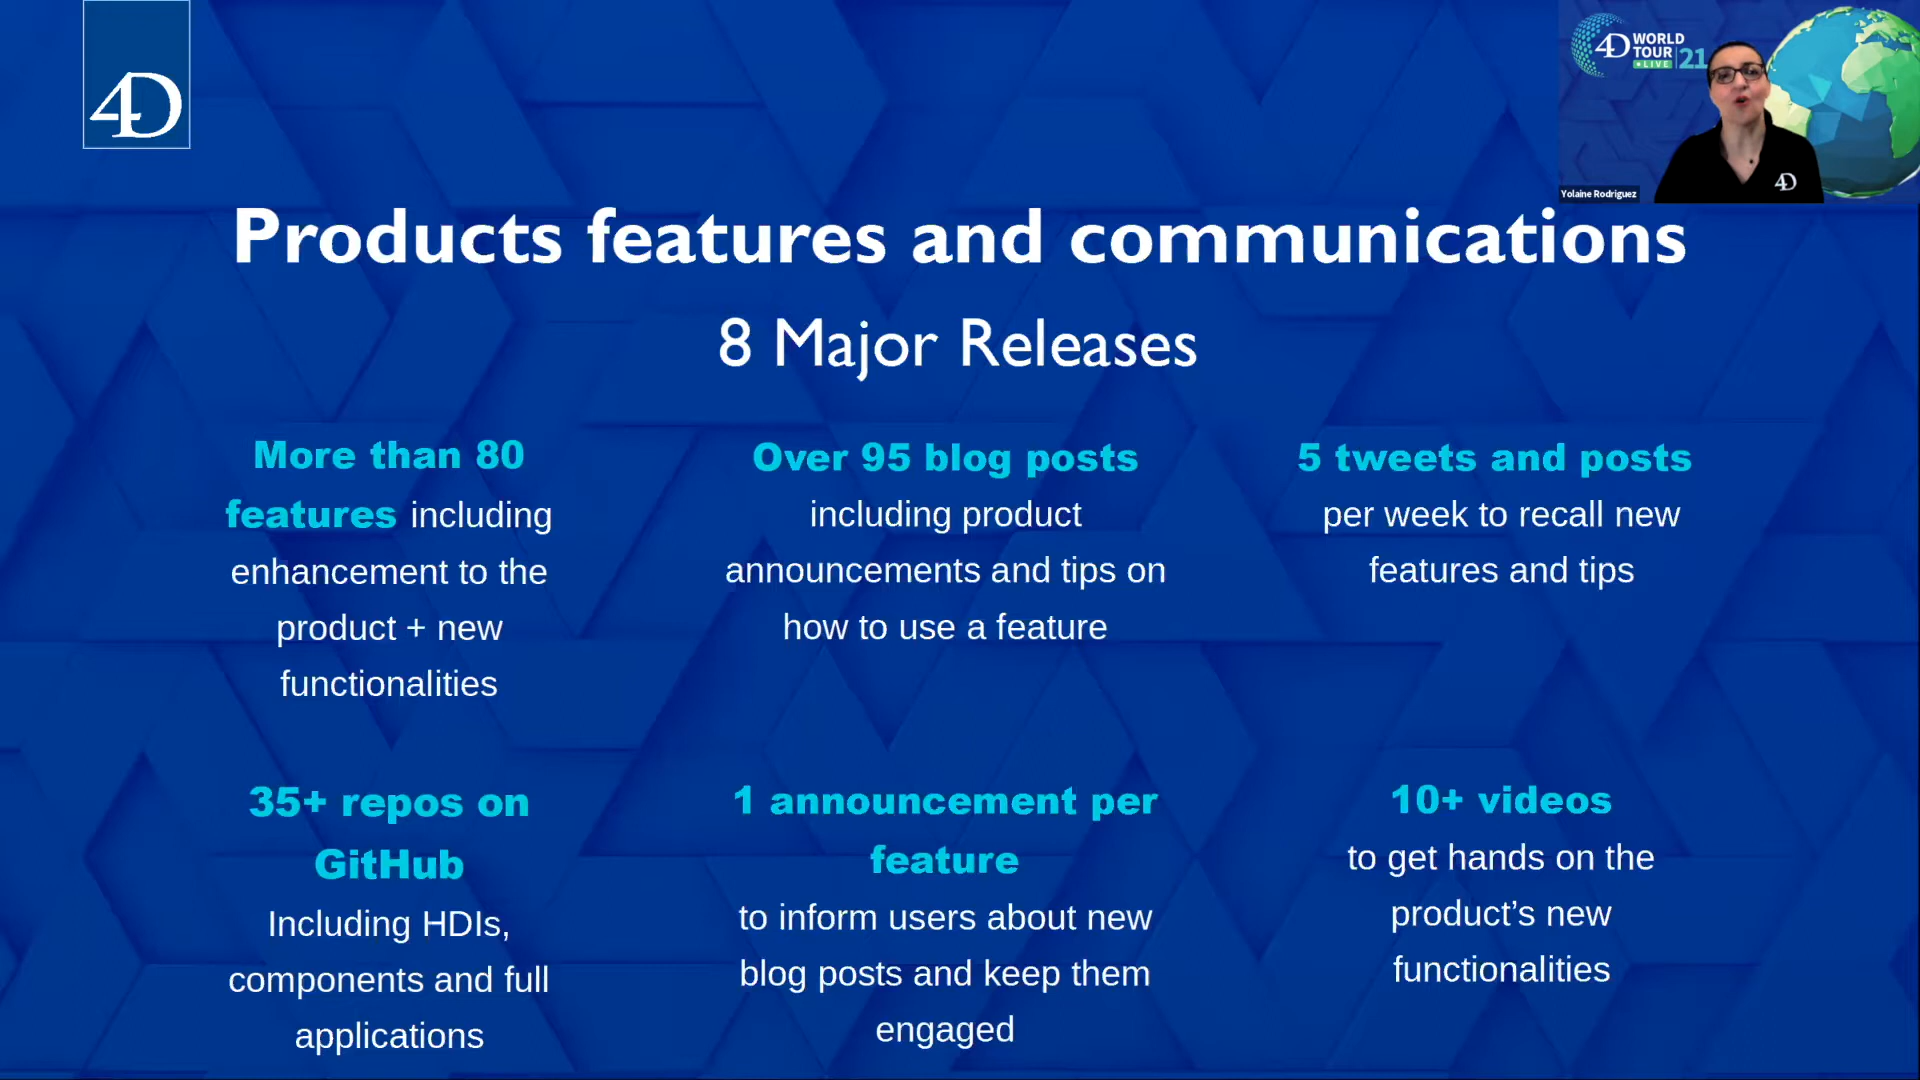 4D
4D WORLD
TOUR
LIVE 21
4D
Yolaine Rodriguez
Products features and communications
8 Major Releases
More than 80
features including
enhancement to the
product + new
functionalities
Over 95 blog posts
including product
announcements and tips on
how to use a feature
5 tweets and posts
per week to recall new
features and tips
35+ repos on
GitHub
Including HDIs,
components and full
applications
1 announcement per
feature
to inform users about new
blog posts and keep them
engaged
10+ videos
to get hands on the
product’s new
functionalities